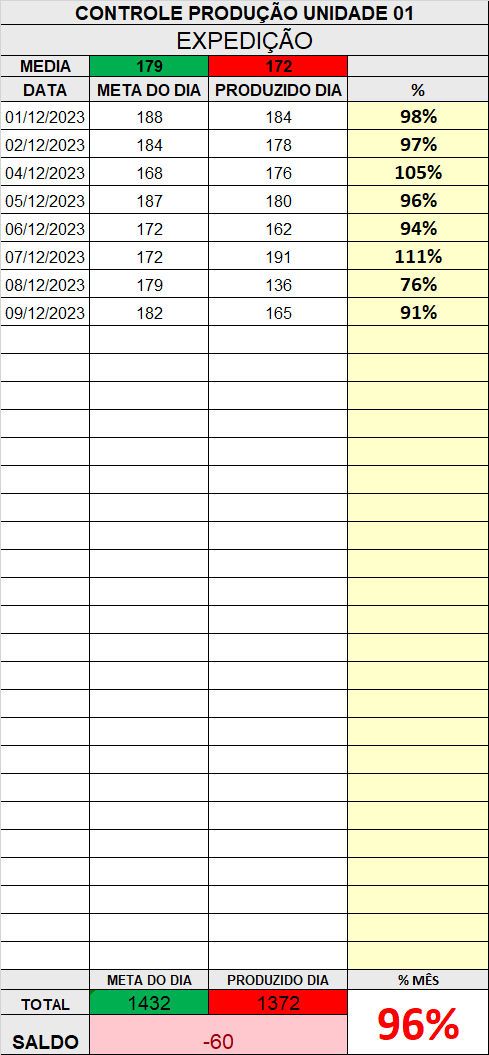 CONTROLE PRODUÇÃO UNIDADE 01
EXPEDIÇÃO
MEDIA 179 172
DATA META DO DIA PRODUZIDO DIA %
01/12/2023 188 184 98%
02/12/2023 184 178 97%
04/12/2023 168 176 105%
05/12/2023 187 180 96%
06/12/2023 172 162 94%
07/12/2023 172 191 111%
08/12/2023 179 136 76%
09/12/2023 182 165 91%
META DO DIA PRODUZIDO DIA % MÊS
TOTAL 1432 1372 96%
SALDO -60